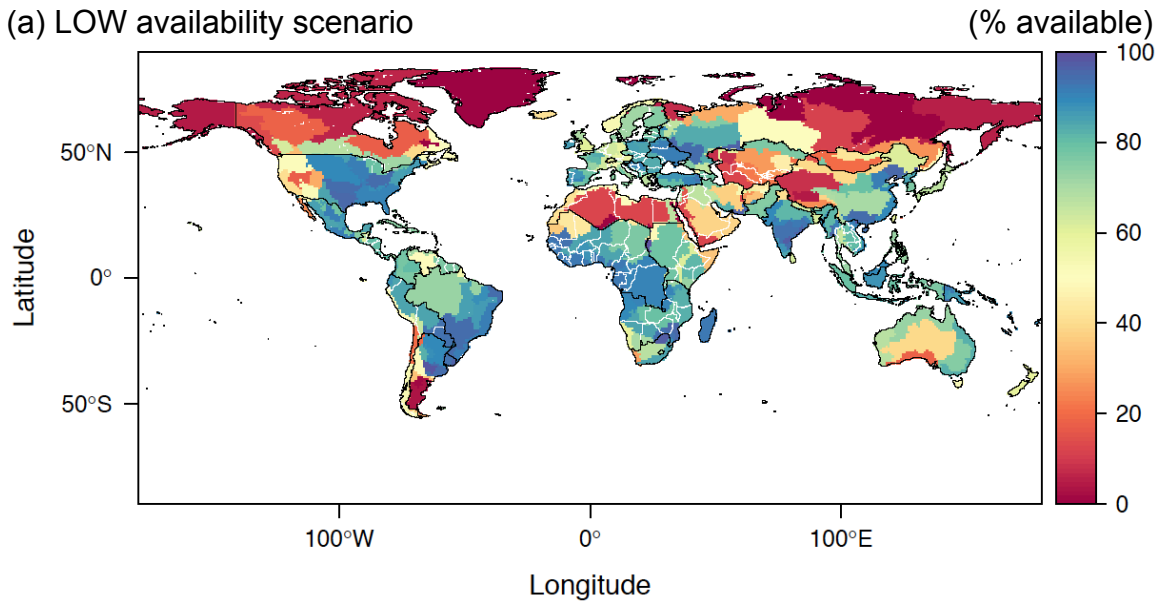 (a) LOW availability scenario
(% available)
100
80
60
40
20
0
Latitude
50°N
0°
50°S
100°W
0°
100°E
Longitude